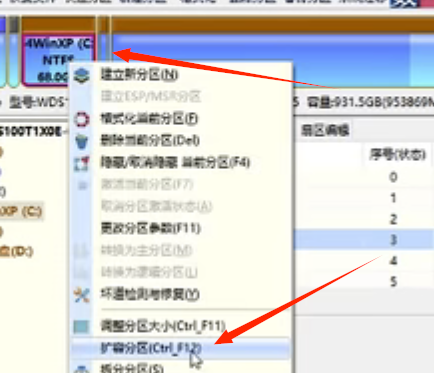 4WinXP (C:
NTFS
68.0G
型号:WDS
容量:931.5GB(953869M
S100T1X0E-
XP (C:)
盘(D:)
扇区编辑
序号(状态)
0
1
2
3
4
5
建立新分区(N)
建立ESP/MSR分区
格式化当前分区(F)
删除当前分区(Del)
隐藏/取消隐藏 当前分区(F4)
激活当前分区(F7)
取消分区激活状态(A)
更改分区参数(F11)
转换为主分区(M)
转换为逻辑分区(L)
坏道检测与修复(Y)
调整分区大小(Ctrl_F11)
扩容分区(Ctrl_F12)
拆分分区(S)